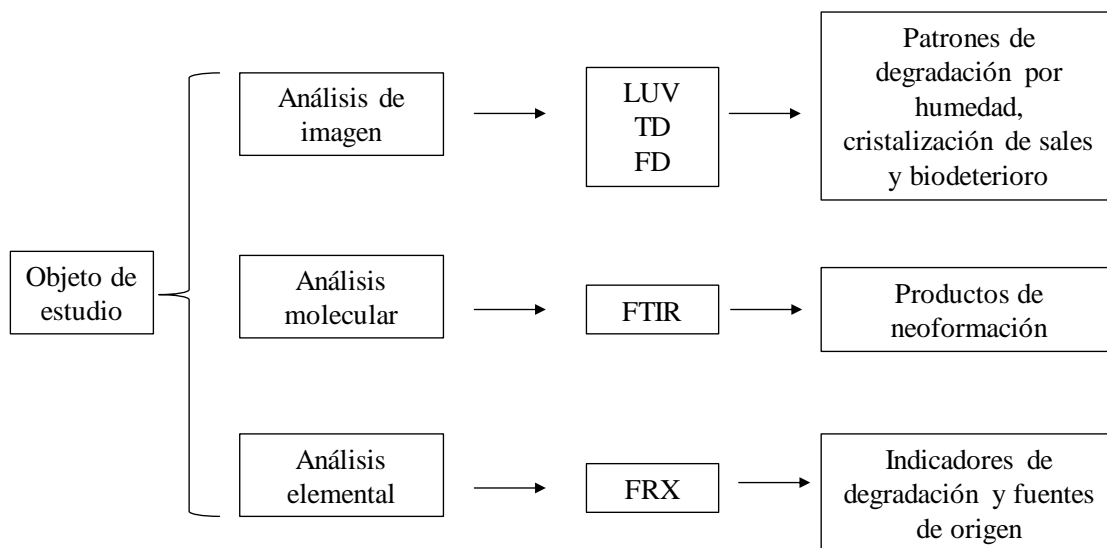 Objeto de
estudio
Análisis de
imagen
LUV
TD
FD
Patrones de
degradación por
humedad,
cristalización de sales
y biodeterioro
Análisis
molecular
FTIR
Productos de
neoformación
Análisis
elemental
FRX
Indicadores de
degradación y fuentes
de origen